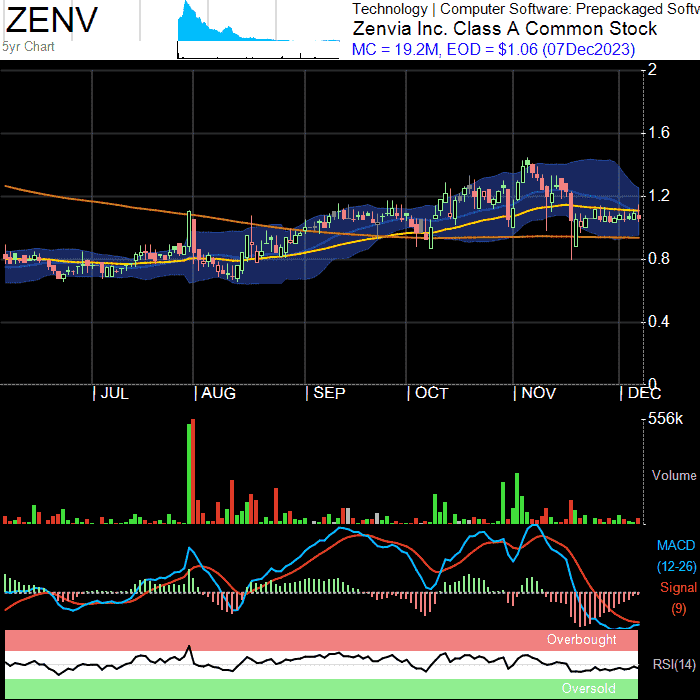 ZENV
5yr Chart
Technology | Computer Software: Prepackaged Softw
Zenvia Inc. Class A Common Stock
MC = 19.2M, EOD = $1.06 (07Dec2023)
2
1.6
1.2
0.8
0.4
0
JUL AUG SEP OCT NOV DEC
556k
Volume
MACD
(12-26)
Signal
(9)
Overbought
RSI(14)
Oversold